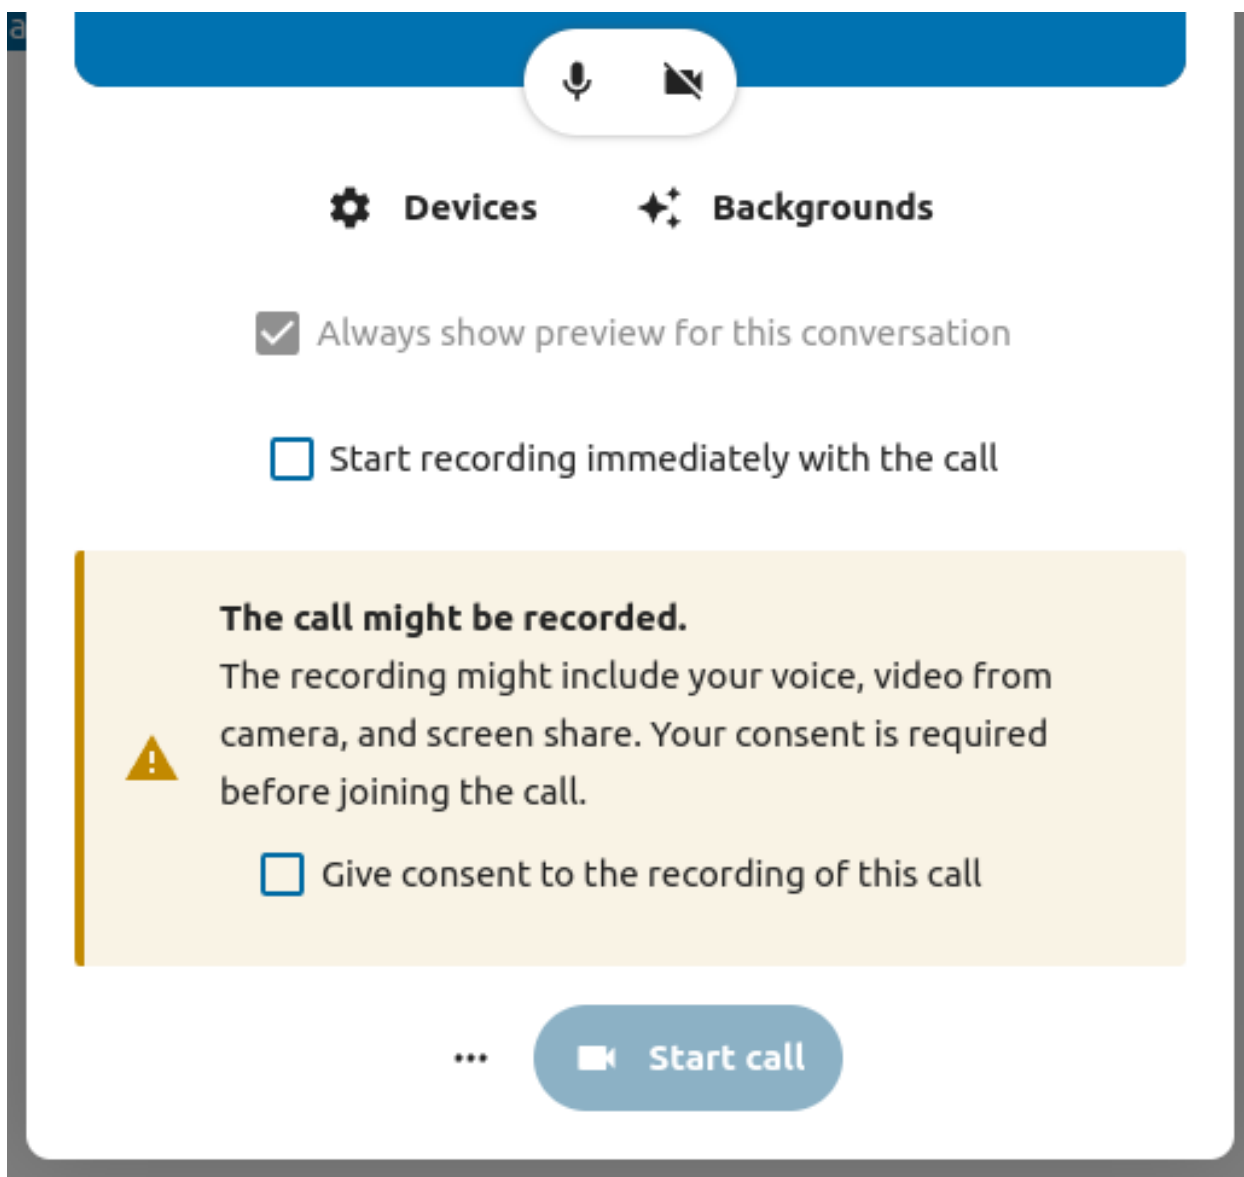 a
Devices
Backgrounds
Always show preview for this conversation
Start recording immediately with the call
The call might be recorded.
The recording might include your voice, video from
camera, and screen share. Your consent is required
before joining the call.
Give consent to the recording of this call
Start call